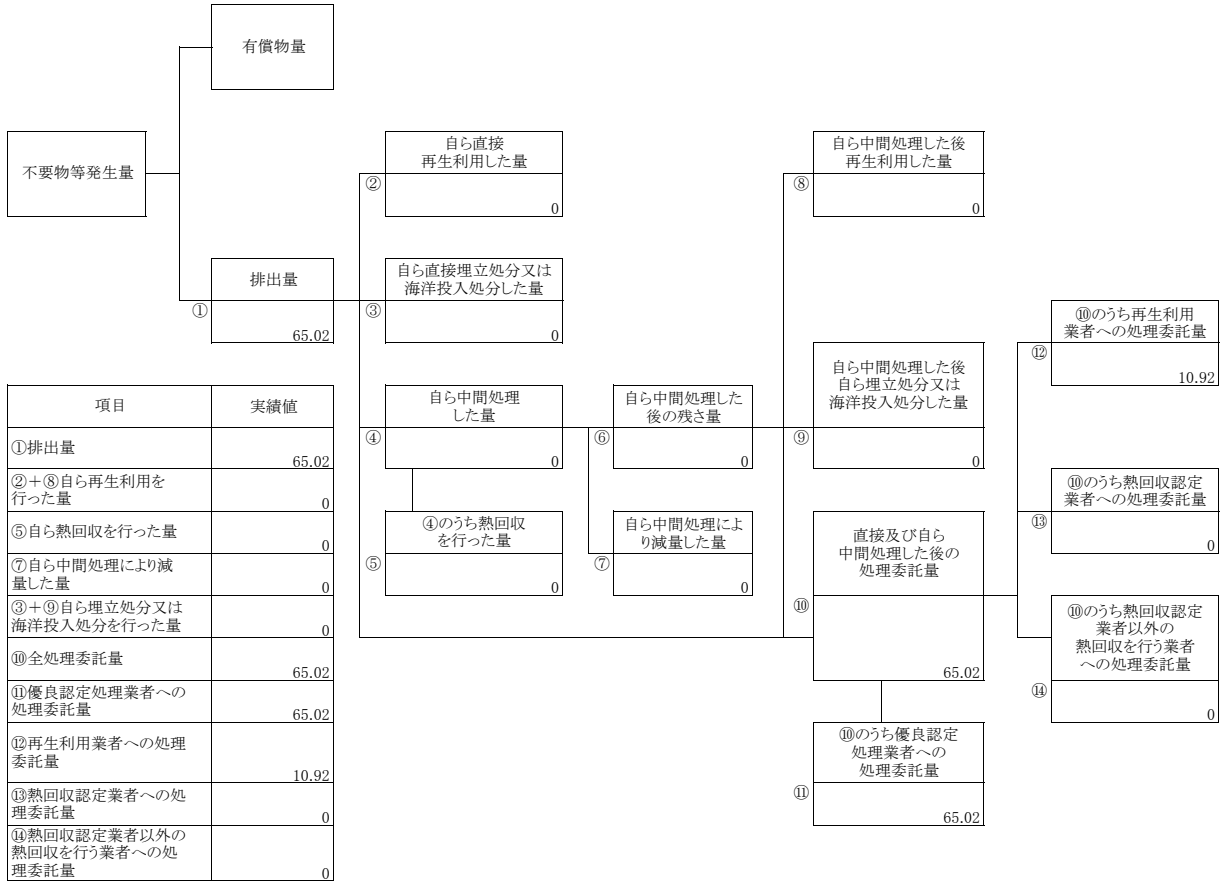 有償物量
不要物等発生量
自ら直接
再生利用した量
②
0
自ら中間処理した後
再生利用した量
⑧
0
排出量
①
65.02
自ら直接埋立処分又は
海洋投入処分した量
③
0
⑩のうち再生利用
業者への処理委託量
⑫
10.92
自ら中間処理した後
自ら埋立処分又は
海洋投入処分した量
⑨
0
自ら中間処理
した量
④
0
自ら中間処理した
後の残さ量
⑥
0
⑩のうち熱回収認定
業者への処理委託量
⑬
0
④のうち熱回収
を行った量
⑤
0
自ら中間処理によ
り減量した量
⑦
0
直接及び自ら
中間処理した後の
処理委託量
⑩
65.02
⑩のうち熱回収認定
業者以外の
熱回収を行う業者
への処理委託量
⑭
0
⑩のうち優良認定
処理業者への
処理委託量
⑪
65.02
項目
実績値
①排出量
65.02
②＋⑧自ら再生利用を
行った量
0
⑤自ら熱回収を行った量
0
⑦自ら中間処理により減
量した量
0
③＋⑨自ら埋立処分又は
海洋投入処分を行った量
0
⑩全処理委託量
65.02
⑪優良認定処理業者への
処理委託量
65.02
⑫再生利用業者への処理
委託量
10.92
⑬熱回収認定業者への処
理委託量
0
⑭熱回収認定業者以外の
熱回収を行う業者への処
理委託量
0